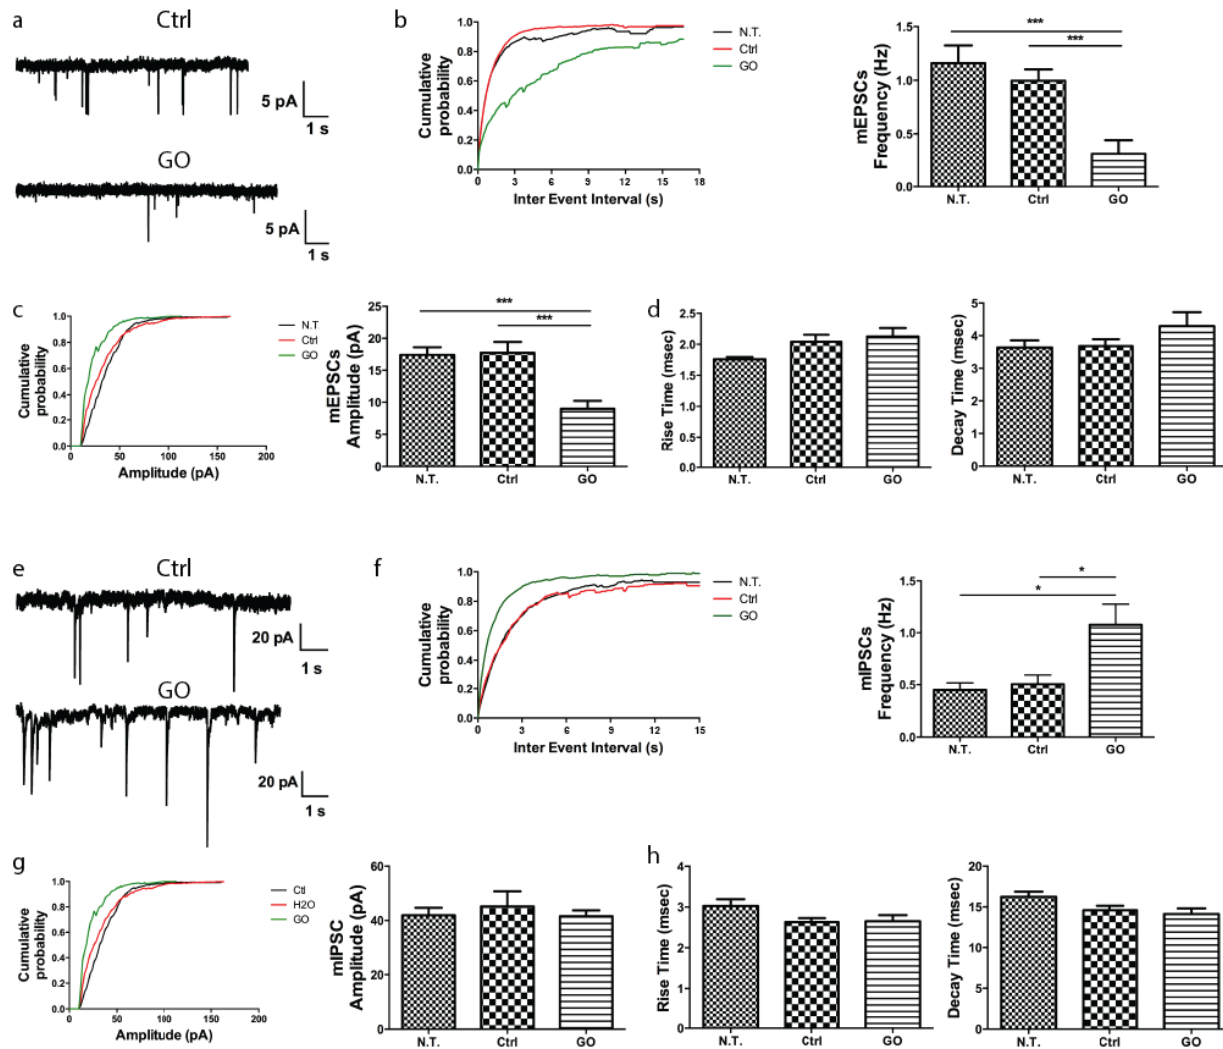 a
Ctrl
5 pA
1 s
GO
5 pA
1 s
b
Cumulative
probability
1.0
0.8
0.6
0.4
0.2
0.0
0
3
6
9
12
15
18
Inter Event Interval (s)
N.T.
Ctrl
GO
mEPSCs
Frequency (Hz)
1.5
1.0
0.5
0.0
***
***
N.T.
Ctrl
GO
c
Cumulative
probability
1.0
0.8
0.6
0.4
0.2
0.0
0
50
100
150
200
Amplitude (pA)
N.T
Ctrl
GO
mEPSCs
Amplitude (pA)
25
20
15
10
5
0
***
***
N.T.
Ctrl
GO
d
Rise Time (msec)
2.5
2.0
1.5
1.0
0.5
0.0
N.T.
Ctrl
GO
Decay Time (msec)
5
4
3
2
1
0
N.T.
Ctrl
GO
e
Ctrl
20 pA
1 s
GO
20 pA
1 s
f
Cumulative
probability
1.0
0.8
0.6
0.4
0.2
0.0
0
3
6
9
12
15
Inter Event Interval (s)
N.T.
Ctrl
GO
mIPSCs
Frequency (Hz)
1.5
1.0
0.5
0.0
*
*
N.T.
Ctrl
GO
g
Cumulative
probability
1.0
0.8
0.6
0.4
0.2
0.0
0
50
100
150
200
Amplitude (pA)
Ctl
H2O
GO
mIPSC
Amplitude (pA)
60
40
20
0
N.T.
Ctrl
GO
h
Rise Time (msec)
4
3
2
1
0
N.T.
Ctrl
GO
Decay Time (msec)
20
15
10
5
0
N.T.
Ctrl
GO